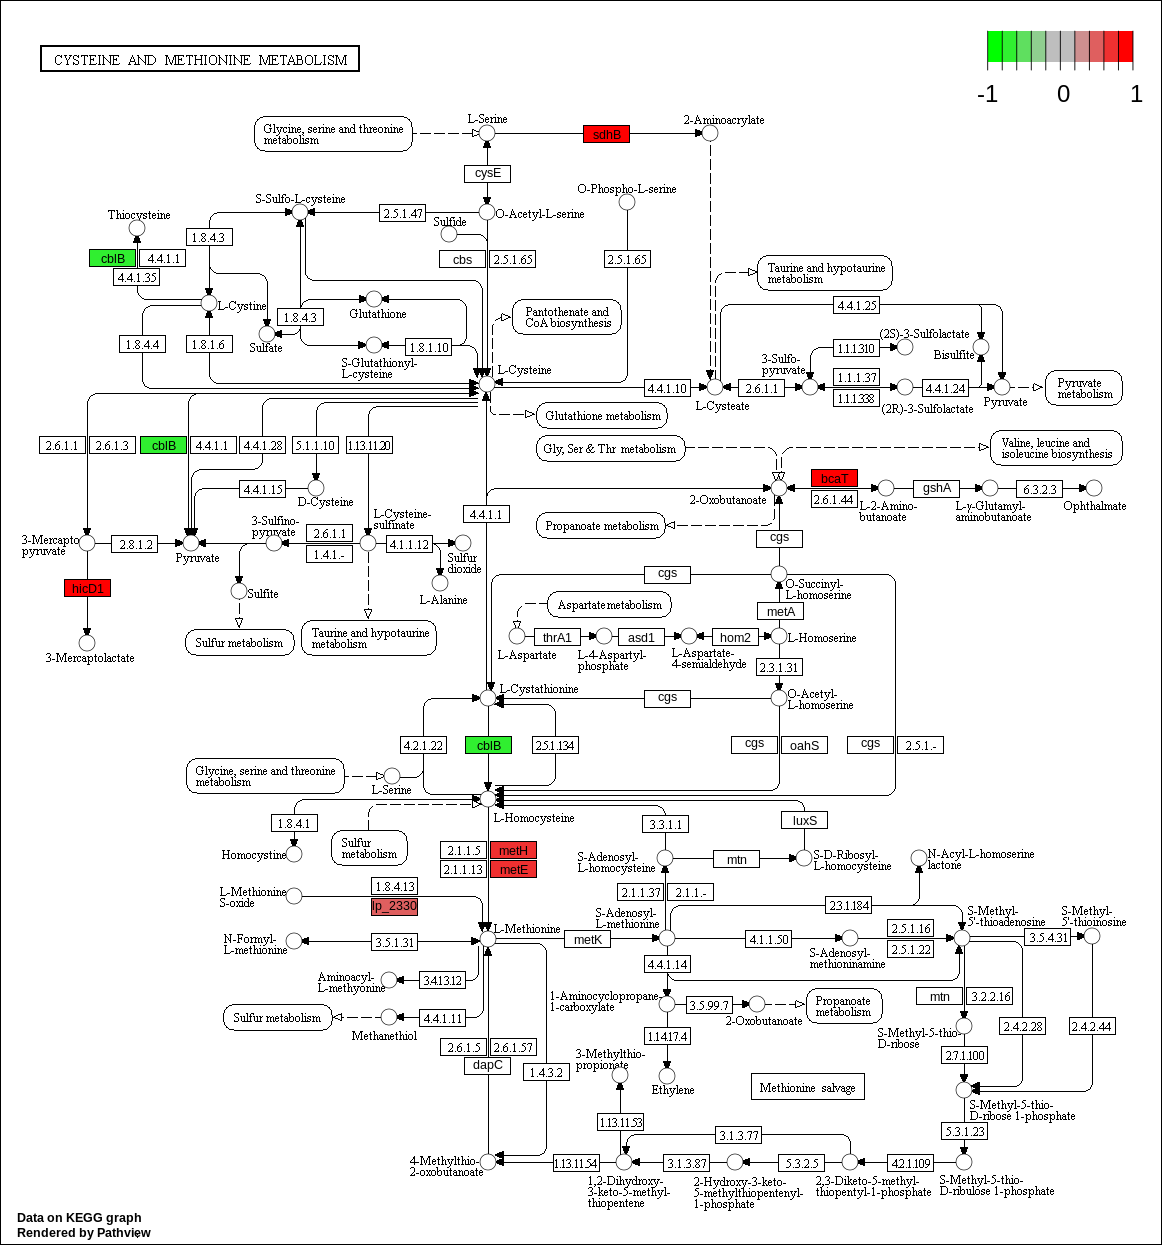 CYSTEINE AND METHIONINE METABOLISM
-1 0 1
Glycine, serine and threonine
metabolism
L-Serine
sdhB
2-Aminoacrylate
cysE
O-Phospho-L-serine
S-Sulfo-L-cysteine
Thiocysteine
2.5.1.47
O-Acetyl-L-serine
Sulfide
1.8.4.3
cblB
4.4.1.1
cbs
2.5.1.65
2.5.1.65
4.4.1.35
Taurine and hypotaurine
metabolism
L-Cystine
Glutathione
1.8.4.3
Pantothenate and
CoA biosynthesis
4.4.1.25
1.8.4.4
1.8.1.6
Sulfate
1.8.1.10
S-Glutathionyl-
L-cysteine
L-Cysteine
3-Sulfo-
pyruvate
1.1.1310
(2S)-3-Sulfolactate
Bisulfite
4.4.1.10
L-Cysteate
2.6.1.1
1.1.1.37
1.1.1338
(2R)-3-Sulfolactate
4.4.1.24
Pyruvate
Pyruvate
metabolism
Glutathione metabolism
2.6.1.1
2.6.1.3
cblB
4.4.1.1
4.4.1.28
5.1.1.10
1.13.11.20
Gly, Ser & Thr metabolism
Valine, leucine and
isoleucine biosynthesis
4.4.1.15
D-Cysteine
2-Oxobutanoate
bcaT
2.6.1.44
L-2-Amino-
butanoate
gshA
L-γ-Glutamyl-
aminobutanoate
6.3.2.3
Ophthalmate
4.4.1.1
3-Sulfino-
pyruvate
L-Cysteine-
sulfinate
Propanoate metabolism
3-Mercapto
pyruvate
2.8.1.2
Pyruvate
2.6.1.1
1.4.1.-
4.1.1.12
Sulfur
dioxide
cgs
hicD1
Sulfite
L-Alanine
cgs
O-Succinyl-
L-homoserine
Aspartate metabolism
metA
Sulfur metabolism
Taurine and hypotaurine
metabolism
L-Aspartate
thrA1
L-4-Aspartyl-
phosphate
asd1
L-Aspartate-
4-semialdehyde
hom2
L-Homoserine
3-Mercaptolactate
2.3.1.31
L-Cystathionine
cgs
O-Acetyl-
L-homoserine
4.2.1.22
cblB
2.5.1.134
cgs
oahS
cgs
2.5.1.-
Glycine, serine and threonine
metabolism
L-Serine
L-Homocysteine
1.8.4.1
Sulfur
metabolism
3.3.1.1
luxS
Homocystine
2.1.1.5
metH
2.1.1.13
metE
S-Adenosyl-
L-homocysteine
mtn
S-D-Ribosyl-
L-homocysteine
N-Acyl-L-homoserine
lactone
L-Methionine
S-oxide
1.8.4.13
lp_2330
2.1.1.37
2.1.1.-
2.3.1.184
N-Formyl-
L-methionine
3.5.1.31
L-Methionine
metK
S-Adenosyl-
L-methionine
4.1.1.50
S-Adenosyl-
methioninamine
2.5.1.16
2.5.1.22
S-Methyl-
5'-thioadenosine
3.5.4.31
S-Methyl-
5'-thioinosine
Aminoacyl-
L-methyonine
3.4.13.12
4.4.1.14
Sulfur metabolism
Methanethiol
4.4.1.11
1-Aminocyclopropane
1-carboxylate
3.5.99.7
2-Oxobutanoate
Propanoate
metabolism
mtn
3.2.2.16
S-Methyl-5-thio-
D-ribose
2.4.2.28
2.4.2.44
2.6.1.5
2.6.1.57
dapC
1.4.3.2
1.14.17.4
3-Methylthio-
propionate
Ethylene
2.7.1.100
Methionine salvage
S-Methyl-5-thio-
D-ribose 1-phosphate
1.13.11.53
3.1.3.77
5.3.1.23
4-Methylthio-
2-oxobutanoate
1.13.11.54
1,2-Dihydroxy-
3-keto-5-methyl-
thiopentene
3.1.3.87
2-Hydroxy-3-keto-
5-methylthiopentenyl-
1-phosphate
5.3.2.5
2,3-Diketo-5-methyl-
thiopentyl-1-phosphate
4.2.1.109
S-Methyl-5-thio-
D-ribulose 1-phosphate
Data on KEGG graph
Rendered by Pathview